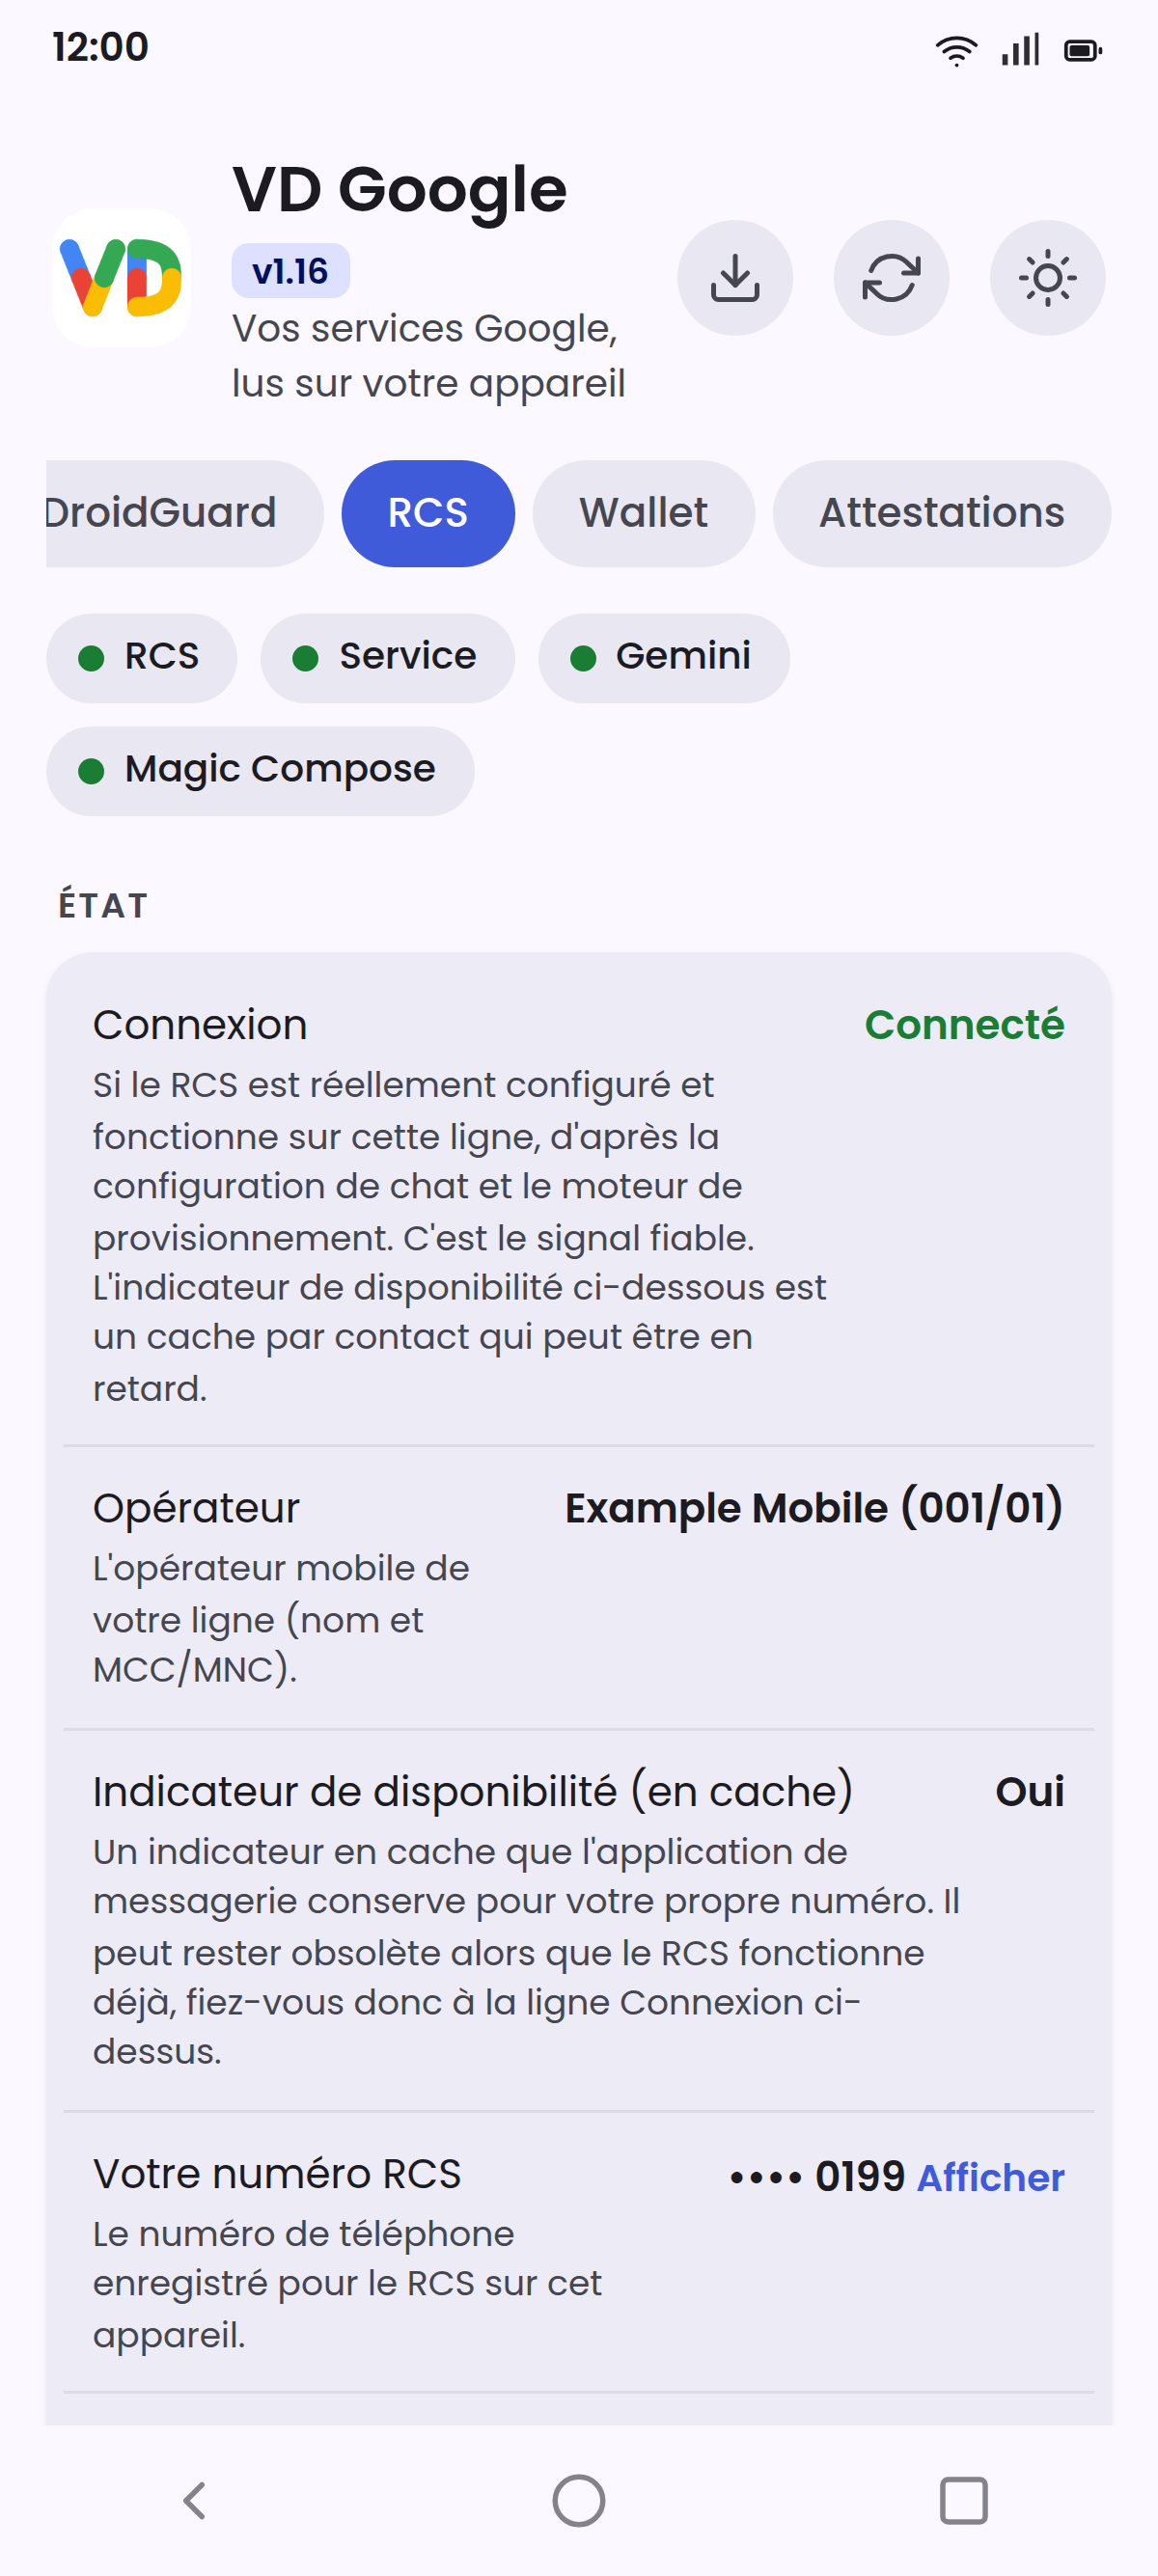 12:00
VD Google
v1.16
Vos services Google,
lus sur votre appareil
DroidGuard
RCS
Wallet
Attestations
RCS
Service
Gemini
Magic Compose
ÉTAT
Connexion
Connecté
Si le RCS est réellement configuré et
fonctionne sur cette ligne, d'après la
configuration de chat et le moteur de
provisionnement. C'est le signal fiable.
L'indicateur de disponibilité ci-dessous est
un cache par contact qui peut être en
retard.
Opérateur
Example Mobile (001/01)
L'opérateur mobile de
votre ligne (nom et
MCC/MNC).
Indicateur de disponibilité (en cache)
Oui
Un indicateur en cache que l'application de
messagerie conserve pour votre propre numéro. Il
peut rester obsolète alors que le RCS fonctionne
déjà, fiez-vous donc à la ligne Connexion ci-
dessus.
Votre numéro RCS
•••• 0199 Afficher
Le numéro de téléphone
enregistré pour le RCS sur cet
appareil.